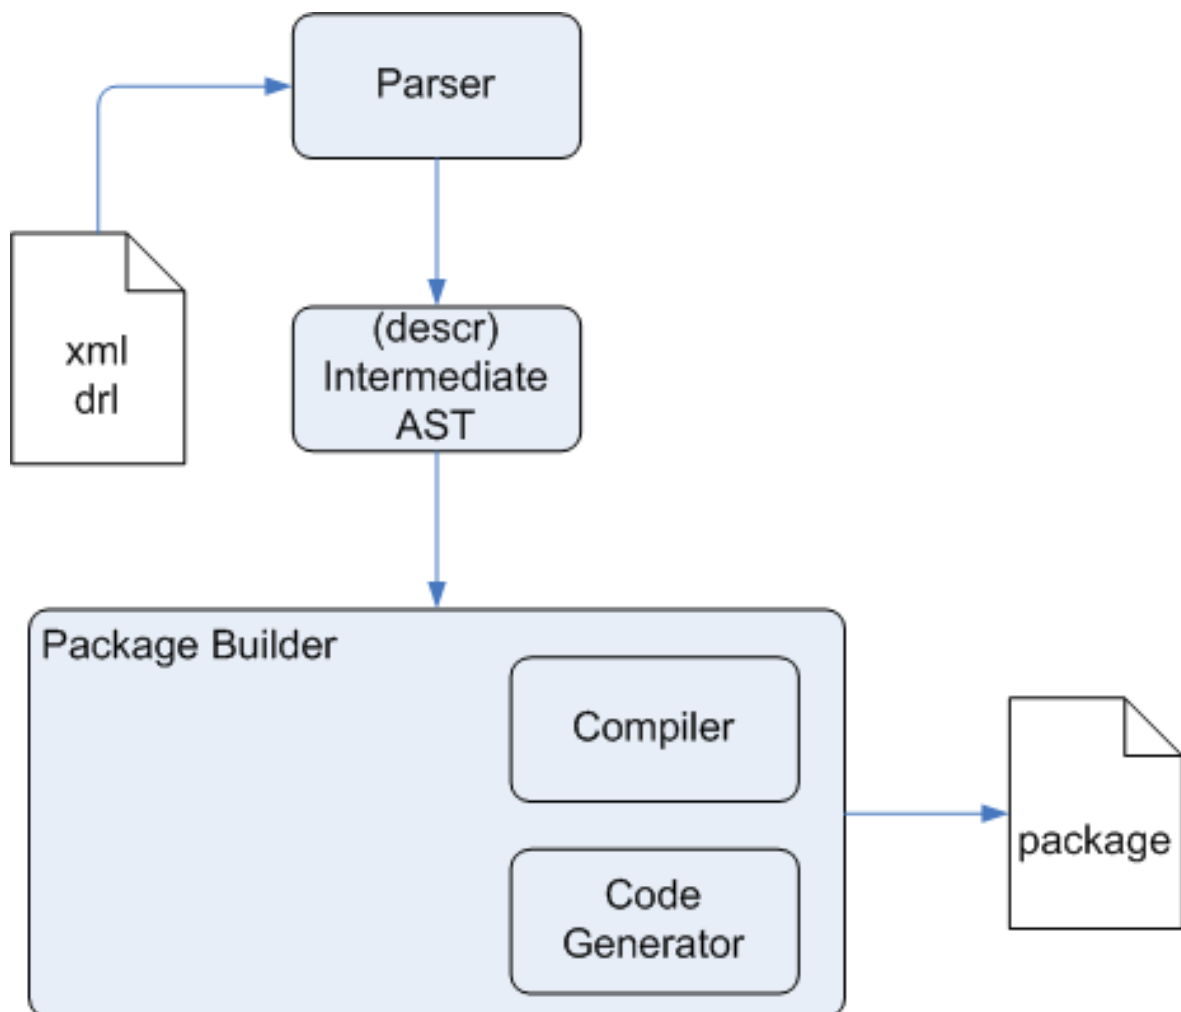 Parser
xml
drl
(descr)
Intermediate
AST
Package Builder
Compiler
package
Code
Generator